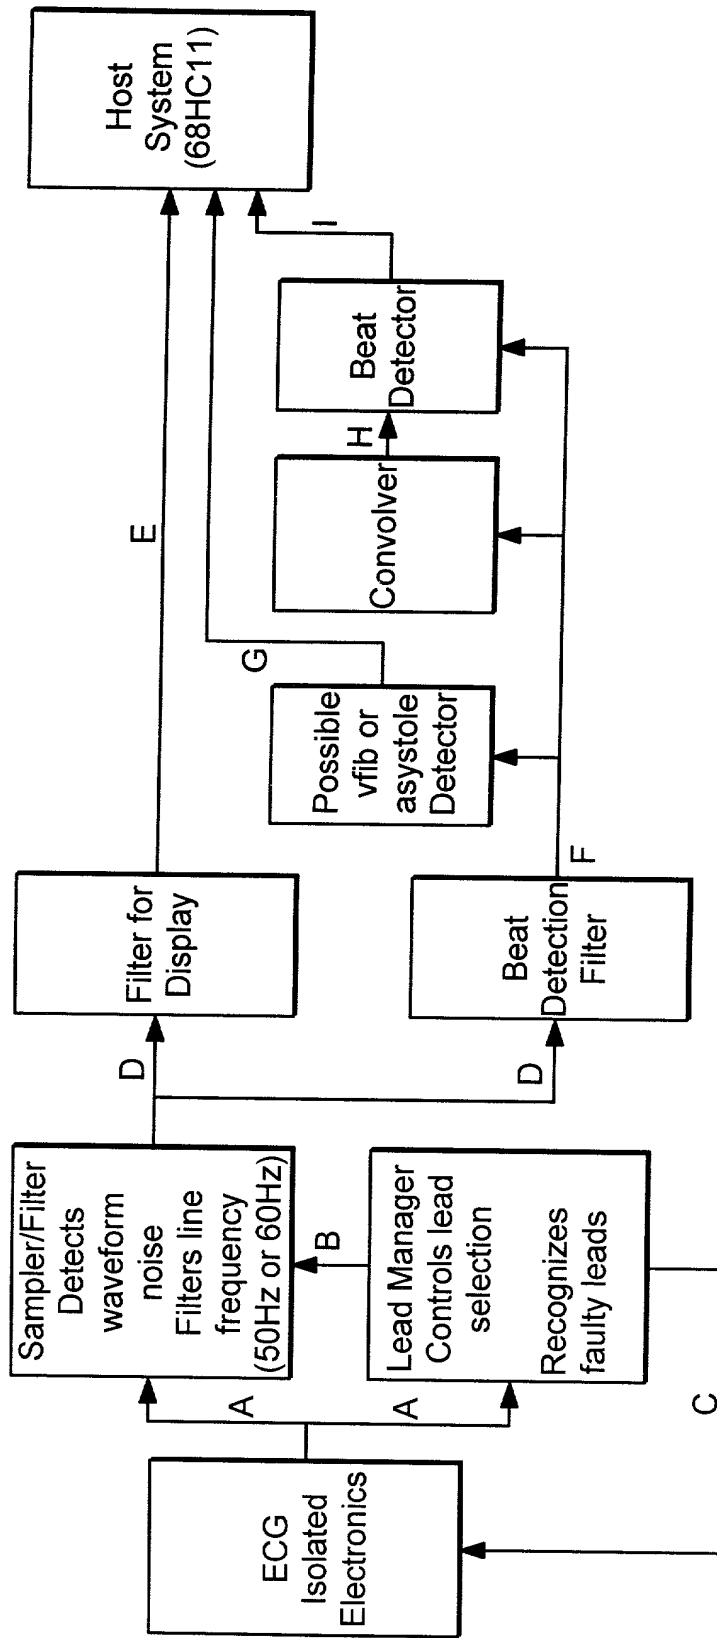 ECG
Isolated
Electronics
A
A
Sampler/Filter
Detects
waveform
noise
Filters line
frequency
(50Hz or 60Hz)
B
Lead Manager
Controls lead
selection
Recognizes
faulty leads
C
D
D
Filter for
Display
Beat
Detection
Filter
E
F
Possible
vfib or
asystole
Detector
G
Convolver
H
Beat
Detector
I
Host
System
(68HC11)